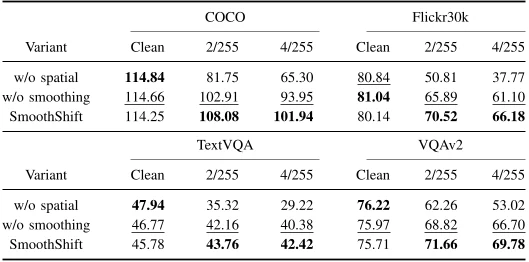 COCO Flickr30k
Variant Clean 2/255 4/255 Clean 2/255 4/255
w/o spatial 114.84 81.75 65.30 80.84 50.81 37.77
w/o smoothing 114.66 102.91 93.95 81.04 65.89 61.10
SmoothShift 114.25 108.08 101.94 80.14 70.52 66.18
TextVQA VQAv2
Variant Clean 2/255 4/255 Clean 2/255 4/255
w/o spatial 47.94 35.32 29.22 76.22 62.26 53.02
w/o smoothing 46.77 42.16 40.38 75.97 68.82 66.70
SmoothShift 45.78 43.76 42.42 75.71 71.66 69.78